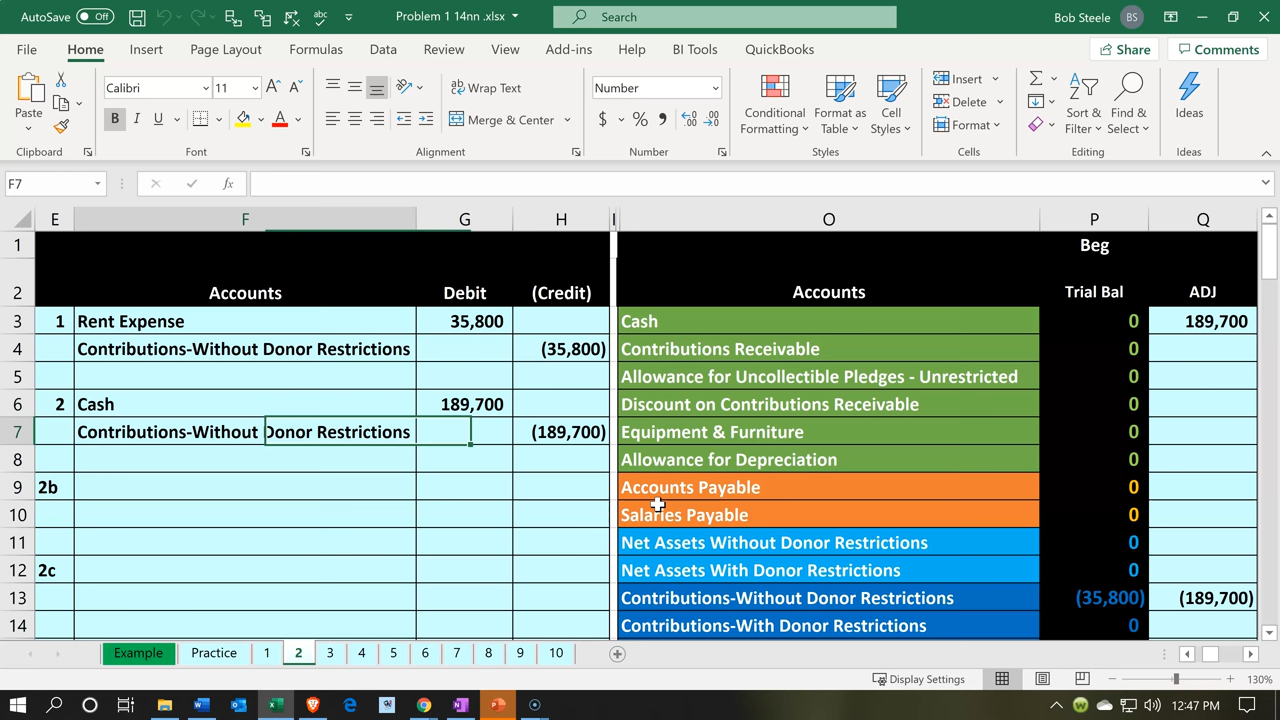 AutoSave Off Problem 1 14nn .xlsx Search Bob Steele BS
File Home Insert Page Layout Formulas Data Review View Add-ins Help BI Tools QuickBooks Share Comments
Paste Calibri 11 Wrap Text Number Conditional Formatting Format as Table Cell Styles Insert Sort & Filter Find & Select Ideas
B I U Merge & Center $ % Delete
Format
Clipboard Font Alignment Number Styles Cells Editing Ideas
F7 fx
E F G H I O P Q
1 Beg
2 Accounts Debit (Credit) Accounts Trial Bal ADJ
3 1 Rent Expense 35,800 Cash 0 189,700
4 Contributions-Without Donor Restrictions (35,800) Contributions Receivable 0
5 Allowance for Uncollectible Pledges - Unrestricted 0
6 2 Cash 189,700 Discount on Contributions Receivable 0
7 Contributions-Without Donor Restrictions (189,700) Equipment & Furniture 0
8 Allowance for Depreciation 0
9 2b Accounts Payable 0
10 Salaries Payable 0
11 Net Assets Without Donor Restrictions 0
12 2c Net Assets With Donor Restrictions 0
13 Contributions-Without Donor Restrictions (35,800) (189,700)
14 Contributions-With Donor Restrictions 0
Example Practice 1 2 3 4 5 6 7 8 9 10
Display Settings 130%
12:47 PM